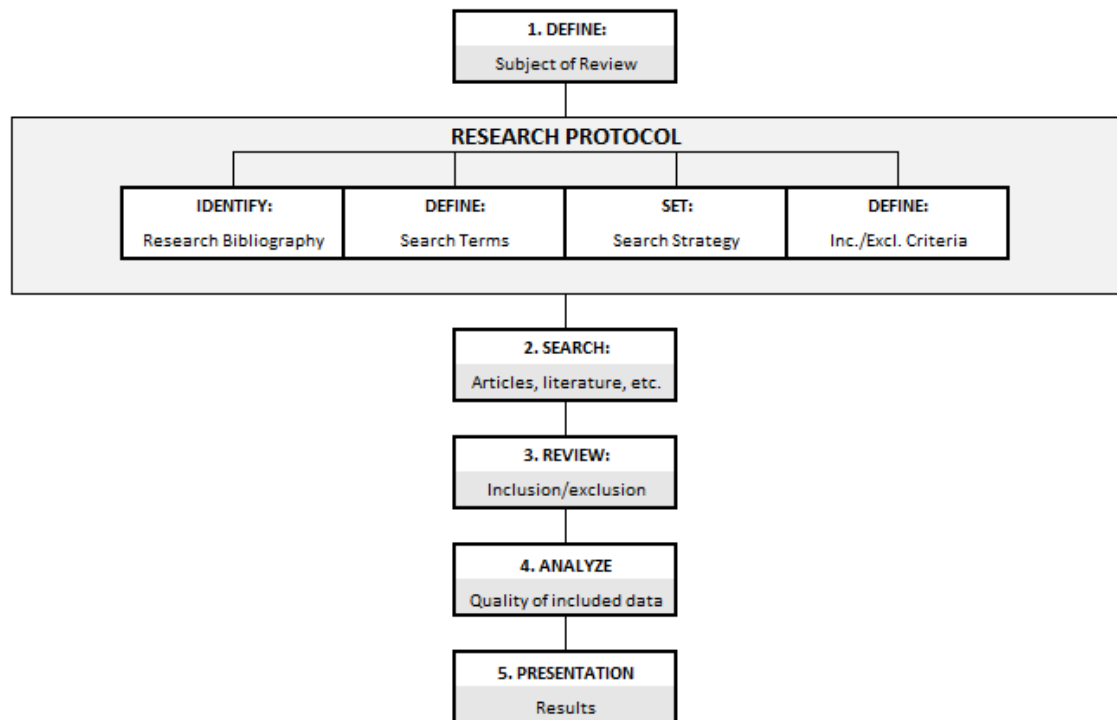 1. DEFINE:
Subject of Review
RESEARCH PROTOCOL
IDENTIFY:
Research Bibliography
DEFINE:
Search Terms
SET:
Search Strategy
DEFINE:
Inc./Excl. Criteria
2. SEARCH:
Articles, literature, etc.
3. REVIEW:
Inclusion/exclusion
4. ANALYZE
Quality of included data
5. PRESENTATION
Results